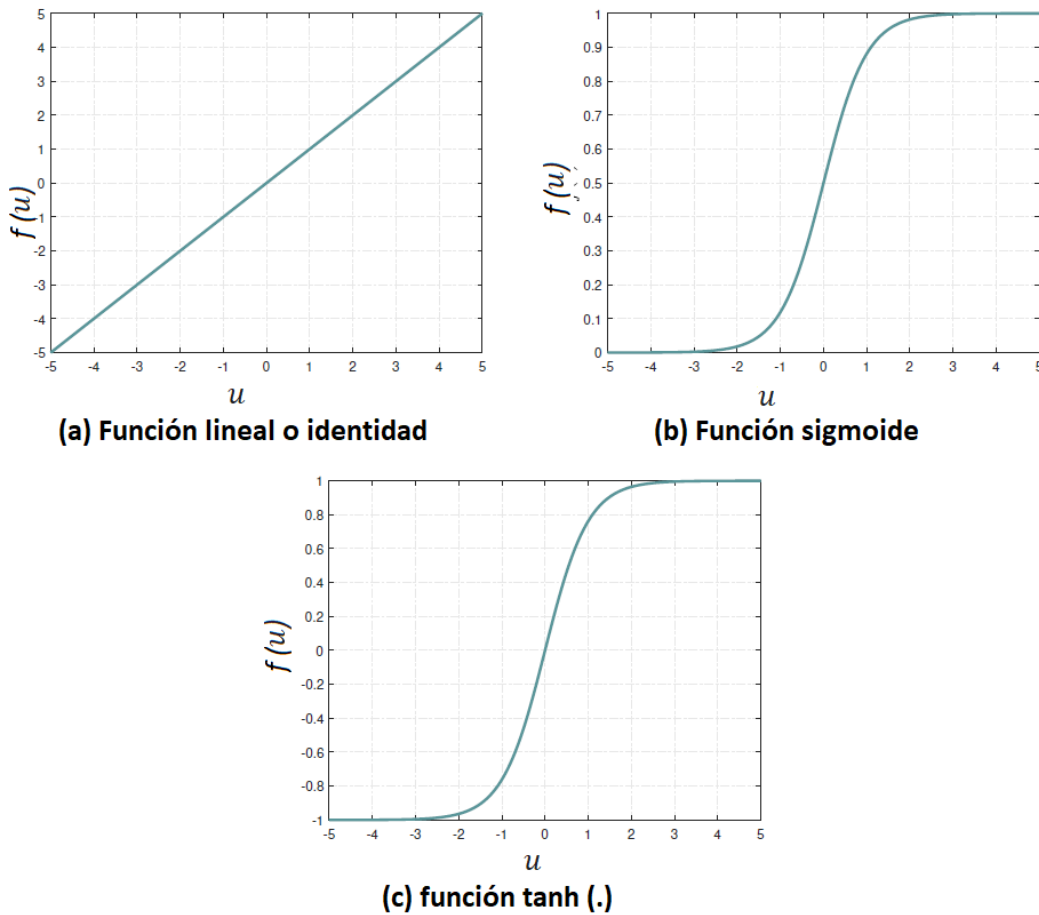 5
4
3
2
1
0
-1
-2
-3
-4
-5
f (u)
-5 -4 -3 -2 -1 0 1 2 3 4 5
u
(a) Función lineal o identidad
1
0.9
0.8
0.7
0.6
0.5
0.4
0.3
0.2
0.1
0
f (u)
-5 -4 -3 -2 -1 0 1 2 3 4 5
u
(b) Función sigmoide
1
0.8
0.6
0.4
0.2
0
-0.2
-0.4
-0.6
-0.8
-1
f (u)
-5 -4 -3 -2 -1 0 1 2 3 4 5
u
(c) función tanh (.)